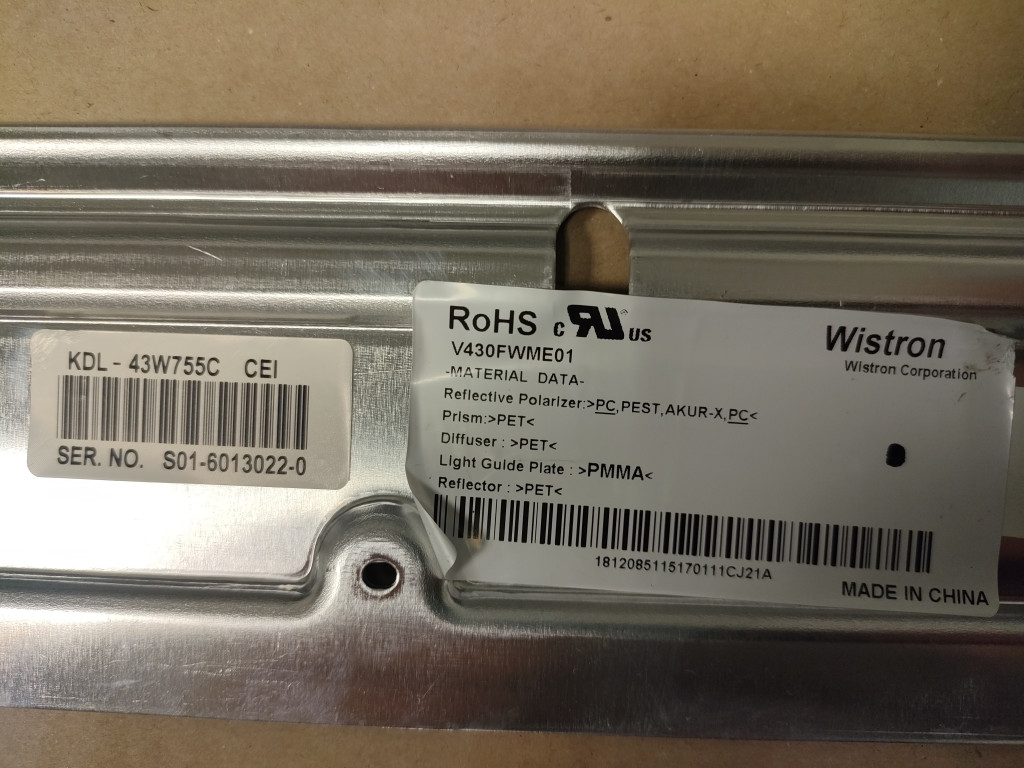 KDL - 43W755C CEI
SER. NO. S01-6013022-0
RoHS c RU US
V430FWME01
-MATERIAL DATA-
Reflective Polarizer:>PC,PEST,AKUR-X,PC<
Prism:>PET<
Diffuser : >PET<
Light Guide Plate : >PMMA<
Reflector : >PET<
Wistron
Wistron Corporation
1812085115170111CJ21A
MADE IN CHINA